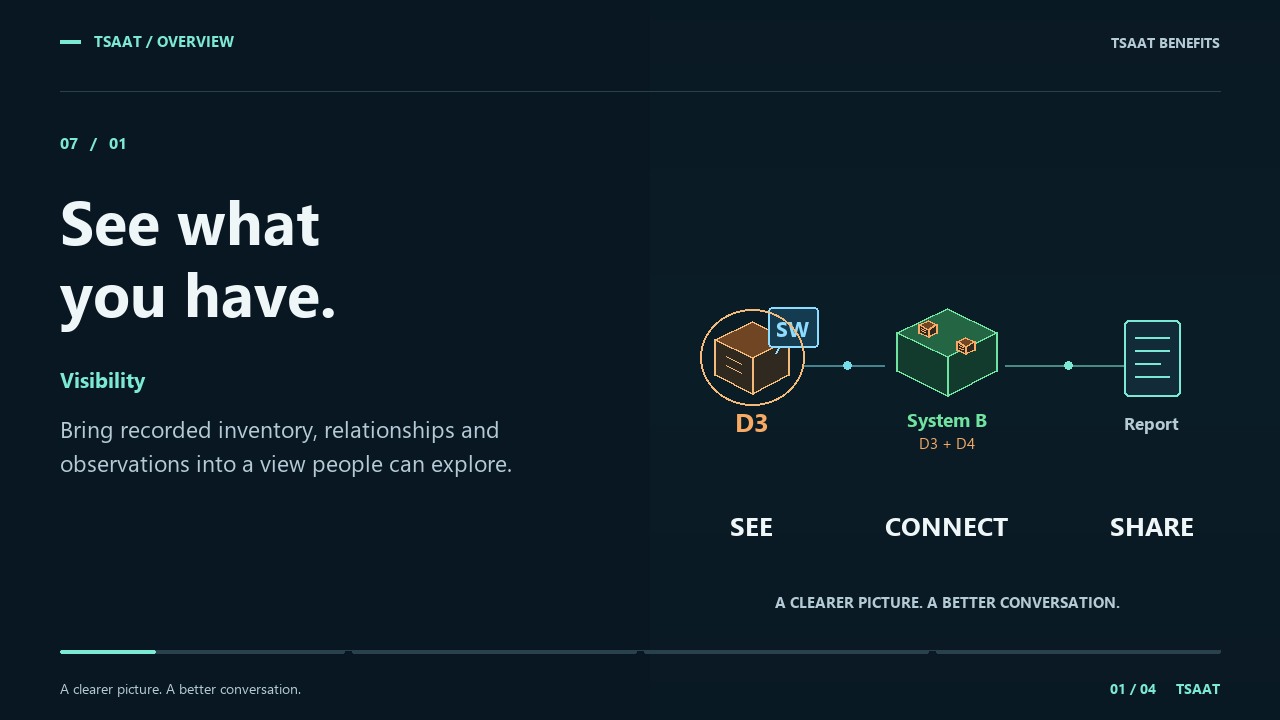 TSAAT / OVERVIEW
TSAAT BENEFITS
07 / 01
See what
you have.
Visibility
Bring recorded inventory, relationships and
observations into a view people can explore.
SW
D3
System B
D3 + D4
Report
SEE
CONNECT
SHARE
A CLEARER PICTURE. A BETTER CONVERSATION.
A clearer picture. A better conversation.
01 / 04
TSAAT